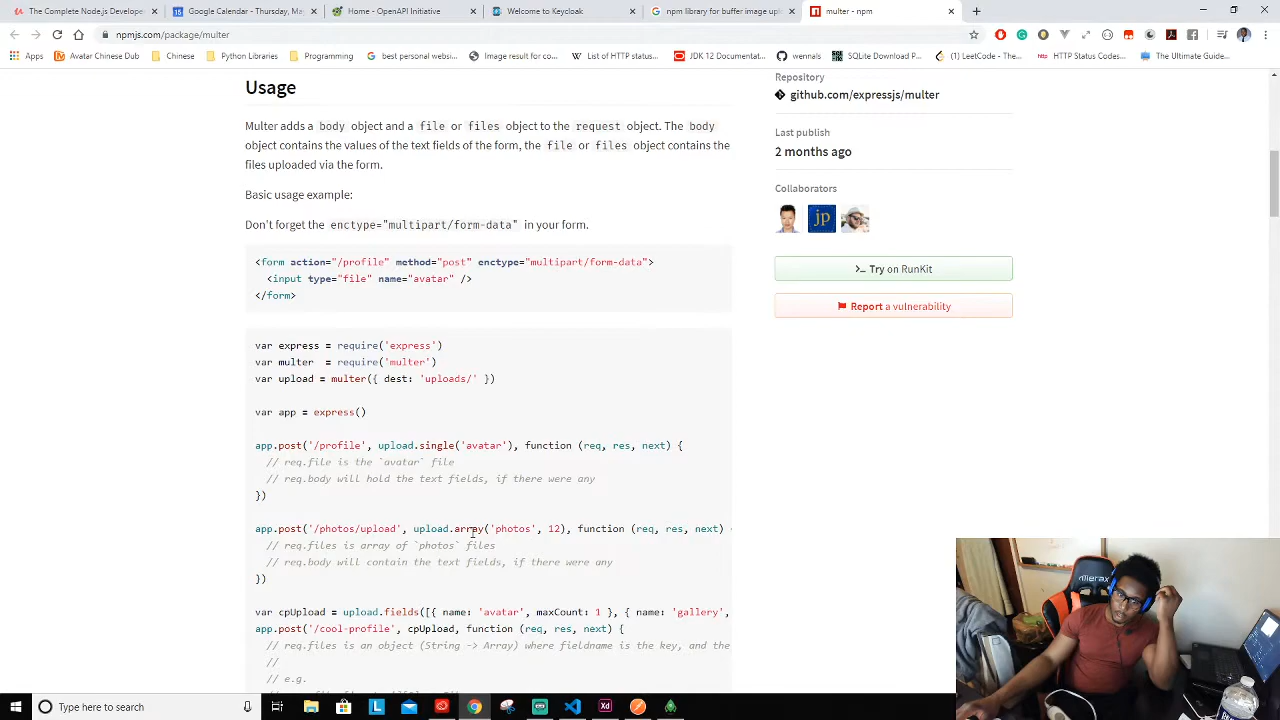 The Complete Node.js Develop
Google Calendar - Thursday, Ma
Home - OpenAPI Initiative
Welcome to Keycloak
npm library for buffer image uplo
multer - npm
npmjs.com/package/multer
Apps
Avatar Chinese Dub
Chinese
Python Libraries
Programming
best personal websi...
Image result for co...
List of HTTP status...
JDK 12 Documentat...
wennals
SQLite Download P...
(1) LeetCode - The...
HTTP Status Codes...
The Ultimate Guide...
Usage
Multer adds a body object and a file or files object to the request object. The body
object contains the values of the text fields of the form, the file or files object contains the
files uploaded via the form.
Basic usage example:
Don't forget the enctype="multipart/form-data" in your form.
<form action="/profile" method="post" enctype="multipart/form-data">
<input type="file" name="avatar" />
</form>
var express = require('express')
var multer  = require('multer')
var upload = multer({ dest: 'uploads/' })
var app = express()
app.post('/profile', upload.single('avatar'), function (req, res, next) {
// req.file is the `avatar` file
// req.body will hold the text fields, if there were any
})
app.post('/photos/upload', upload.array('photos', 12), function (req, res, next)
// req.files is array of `photos` files
// req.body will contain the text fields, if there were any
})
var cpUpload = upload.fields([{ name: 'avatar', maxCount: 1 }, { name: 'gallery',
app.post('/cool-profile', cpUpload, function (req, res, next) {
// req.files is an object (String -> Array) where fieldname is the key, and the
//
// e.g.
Repository
github.com/expressjs/multer
Last publish
2 months ago
Collaborators
jp
>_ Try on RunKit
Report a vulnerability
Type here to search